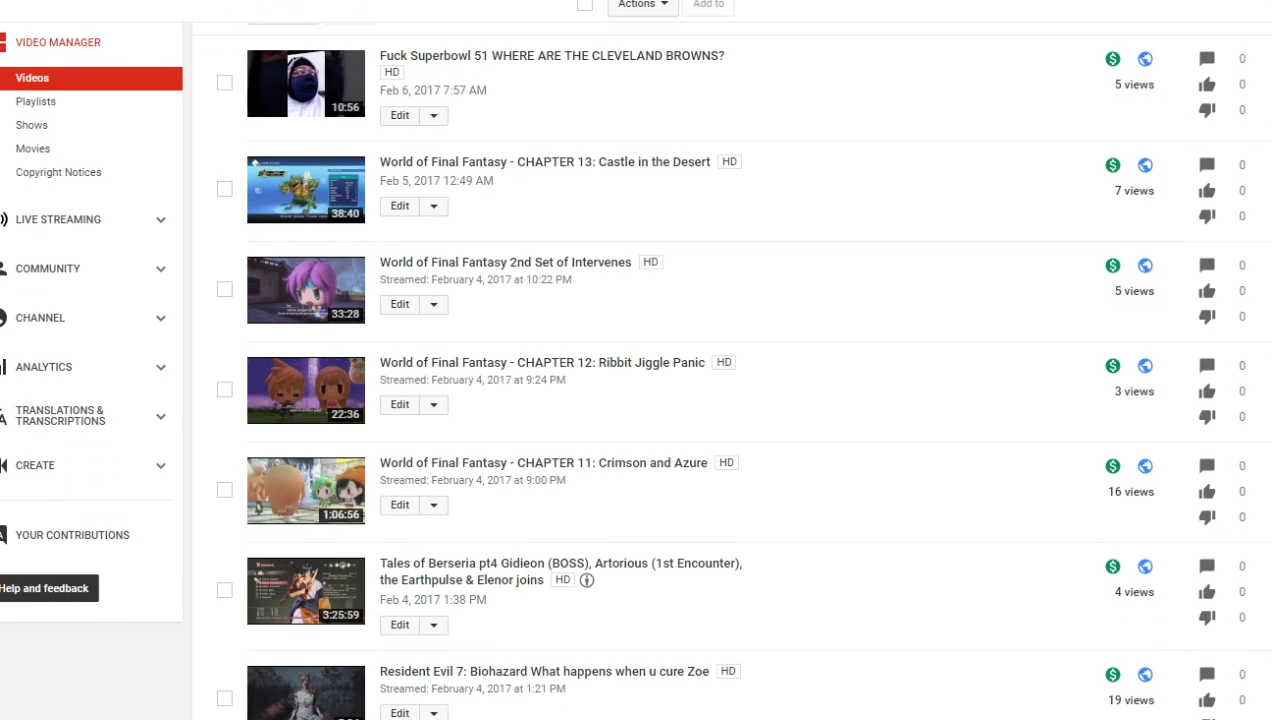 Actions
Add to
VIDEO MANAGER
Videos
Playlists
Shows
Movies
Copyright Notices
LIVE STREAMING
COMMUNITY
CHANNEL
ANALYTICS
TRANSLATIONS &
TRANSCRIPTIONS
CREATE
YOUR CONTRIBUTIONS
Help and feedback
Fuck Superbowl 51 WHERE ARE THE CLEVELAND BROWNS?
HD
Feb 6, 2017 7:57 AM
Edit
10:56
5 views
0
0
0
World of Final Fantasy - CHAPTER 13: Castle in the Desert HD
Feb 5, 2017 12:49 AM
Edit
38:40
7 views
0
0
0
World of Final Fantasy 2nd Set of Intervenes HD
Streamed: February 4, 2017 at 10:22 PM
Edit
33:28
5 views
0
0
0
World of Final Fantasy - CHAPTER 12: Ribbit Jiggle Panic HD
Streamed: February 4, 2017 at 9:24 PM
Edit
22:36
3 views
0
0
0
World of Final Fantasy - CHAPTER 11: Crimson and Azure HD
Streamed: February 4, 2017 at 9:00 PM
Edit
1:06:56
16 views
0
0
0
Tales of Berseria pt4 Gidieon (BOSS), Artorious (1st Encounter),
the Earthpulse & Elenor joins HD
Feb 4, 2017 1:38 PM
Edit
3:25:59
4 views
0
0
0
Resident Evil 7: Biohazard What happens when u cure Zoe HD
Streamed: February 4, 2017 at 1:21 PM
Edit
19 views
0
0